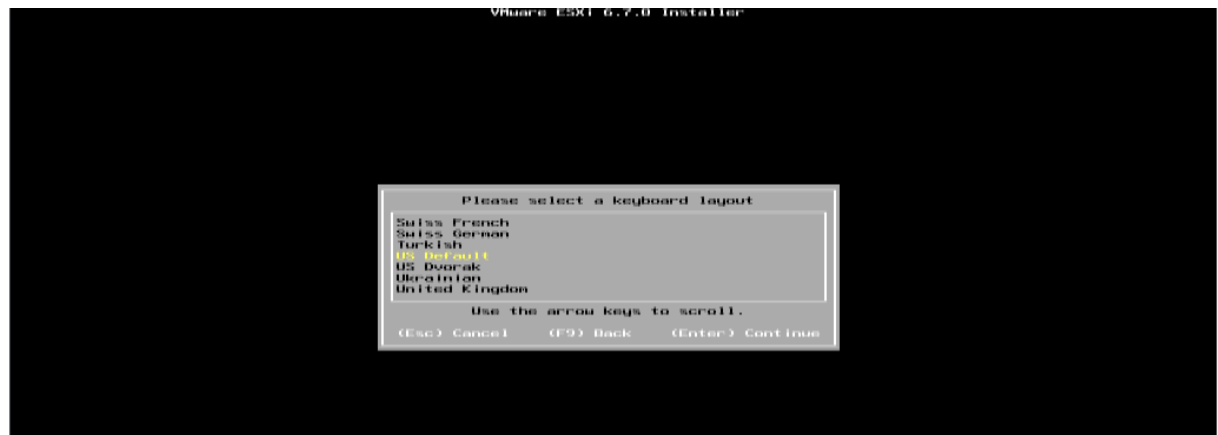 VMware ESXi 6.7.0 Installer
Please select a keyboard layout
Swiss French
Swiss German
Turkish
US Default
US Dvorak
Ukrainian
United Kingdom
Use the arrow keys to scroll.
(Esc) Cancel (F9) Back (Enter) Continue